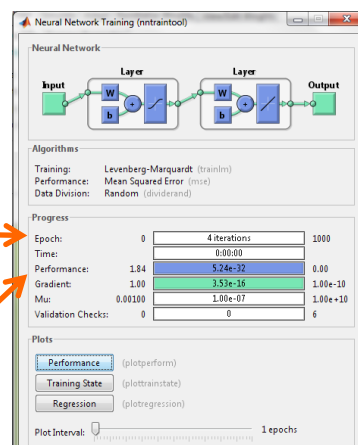 Neural Network Training (nntraintool)
Neural Network
Layer Layer
Input Output
W W
b b
+ +
Algorithms
Training: Levenberg-Marquardt (trainlm)
Performance: Mean Squared Error (mse)
Data Division: Random (dividerand)
Progress
Epoch: 0 4 iterations 1000
Time: 0:00:00
Performance: 1.84 5.24e-32 0.00
Gradient: 1.00 3.53e-16 1.00e-10
Mu: 0.00100 1.00e-07 1.00e+10
Validation Checks: 0 0 6
Plots
Performance (plotperform)
Training State (plottrainstate)
Regression (plotregression)
Plot Interval: 1 epochs